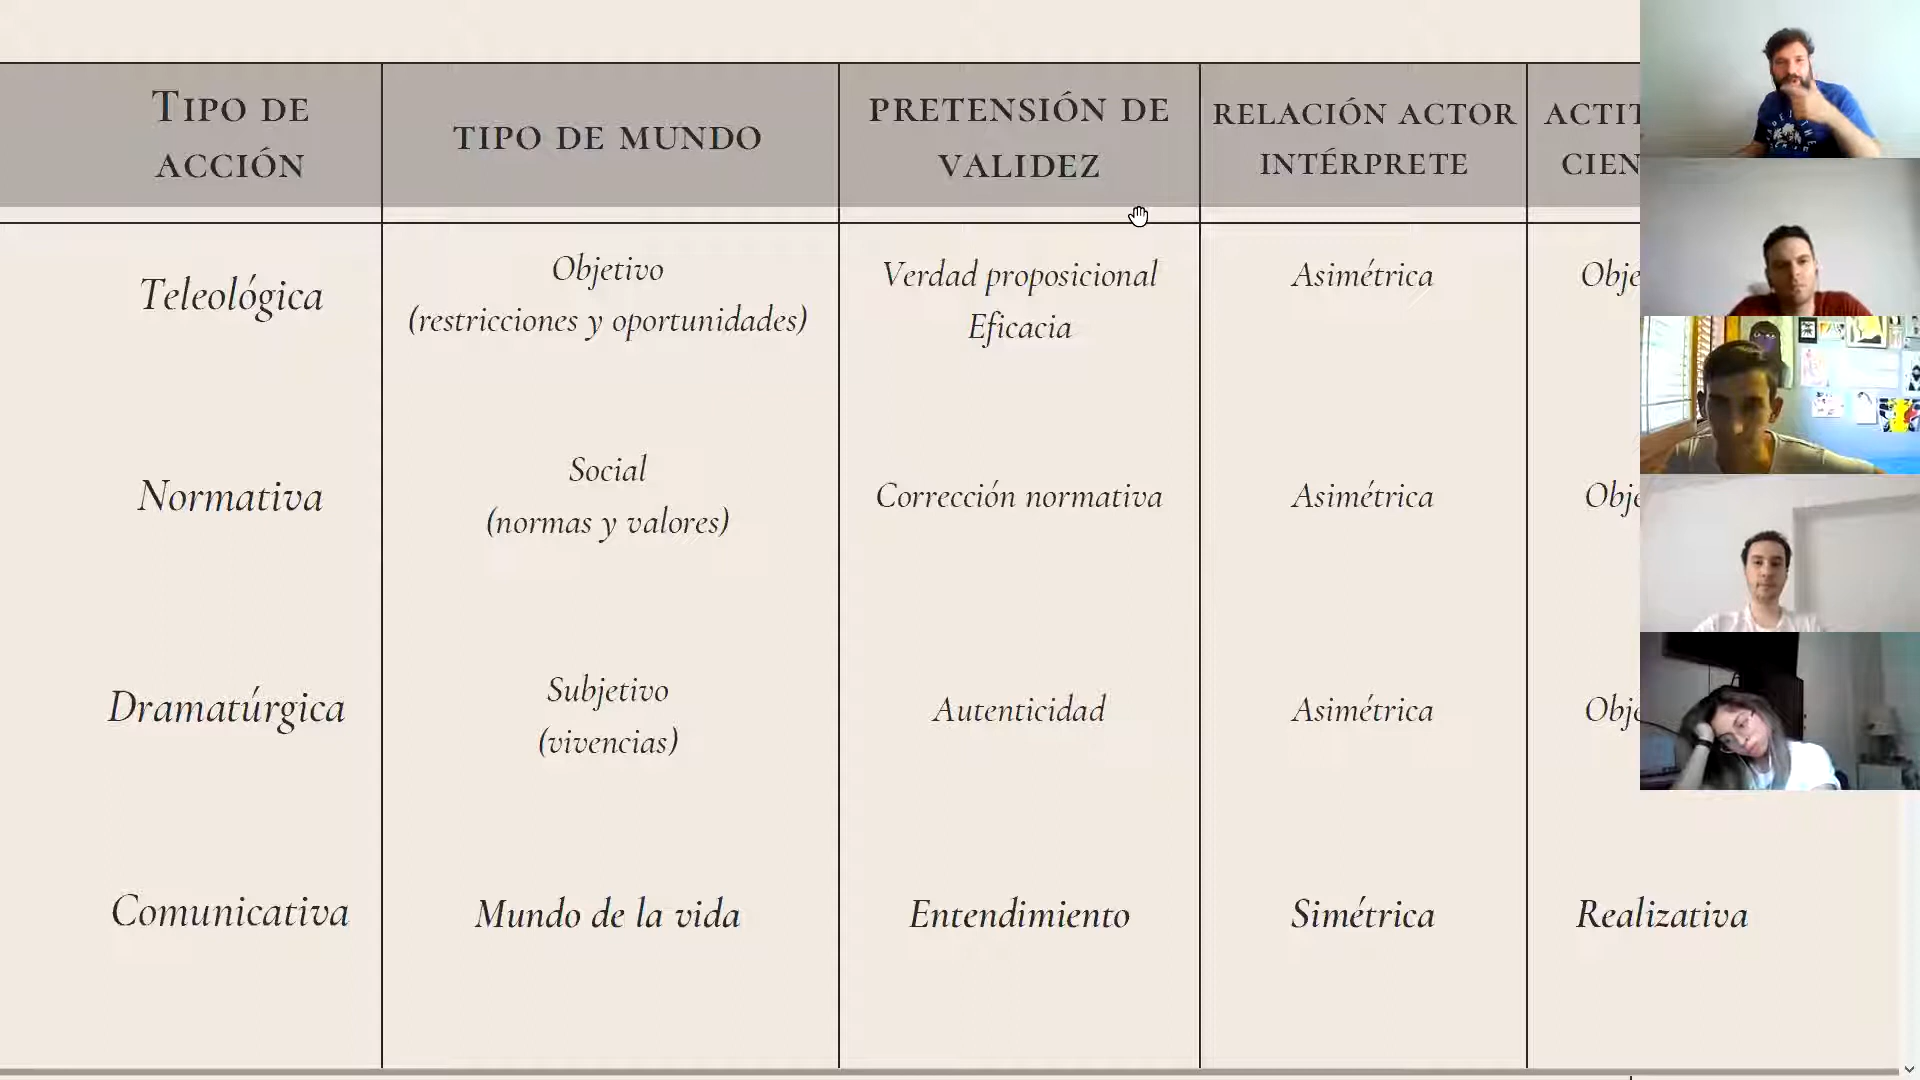 TIPO DE
ACCIÓN
TIPO DE MUNDO
PRETENSIÓN DE
VALIDEZ
RELACIÓN ACTOR
INTÉRPRETE
Teleológica
Objetivo
(restricciones y oportunidades)
Verdad proposicional
Eficacia
Asimétrica
Normativa
Social
(normas y valores)
Corrección normativa
Asimétrica
Dramatúrgica
Subjetivo
(vivencias)
Autenticidad
Asimétrica
Comunicativa
Mundo de la vida
Entendimiento
Simétrica
Realizativa